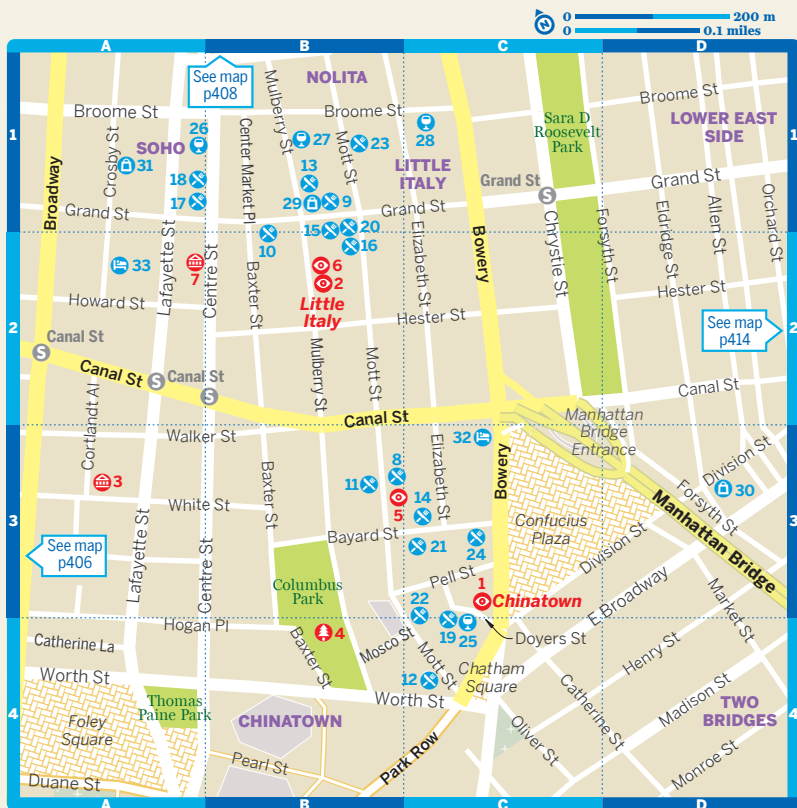 0 200 m
0 0.1 miles
A B C D
See map
p408
NOLITA
Broome St
Mulberry St
Broome St
Broome St
Sara D
Roosevelt
Park
LOWER EAST
SIDE
1
1
26
SOHO
27
23
28
Crosby St
31
Center Market Pl
Mott St
LITTLE
ITALY
Broadway
18
13
Grand St
S
Grand St
17
29
9
Grand St
Grand St
15
20
16
10
Elizabeth St
Bowery
Chrystie St
Forsyth St
Eldridge St
Allen St
Orchard St
Lafayette St
Centre St
33
7
6
2
Little
Italy
Baxter St
Howard St
Hester St
Hester St
2
2
See map
p414
Canal St
S
Canal St
S
Canal St
S
Mulberry St
Mott St
Canal St
Canal St
Manhattan
Bridge
Entrance
Cortlandt Al
Walker St
32
Elizabeth St
Bowery
Division St
3
8
11
5
14
Forsyth St
30
Baxter St
White St
3
3
Confucius
Plaza
Manhattan Bridge
Bayard St
21
24
Division St
See map
p406
Lafayette St
Centre St
Columbus
Park
Pell St
1
Chinatown
E Broadway
Market St
22
19
25
Doyers St
Hogan Pl
Catherine La
4
Baxter St
Mosco St
Mott St
Henry St
Worth St
12
Chatham
Square
Worth St
Catherine St
Madison St
Thomas
Paine Park
TWO
BRIDGES
4
4
Foley
Square
CHINATOWN
Oliver St
Park Row
Pearl St
Monroe St
Duane St
A B C D